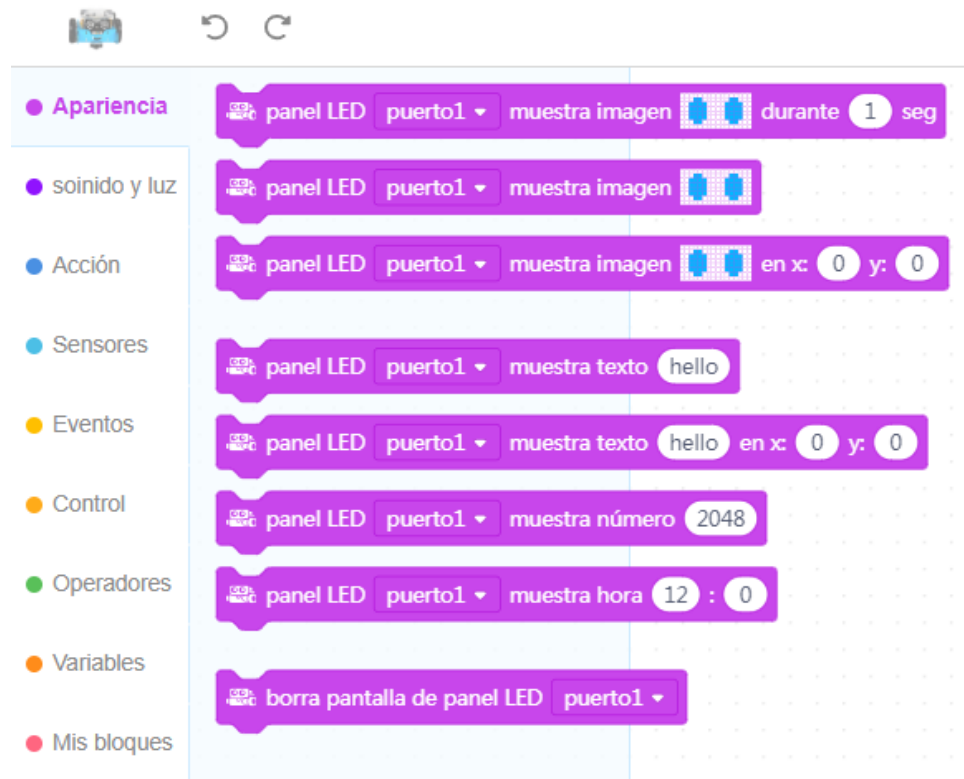 Apariencia
soinido y luz
Acción
Sensores
Eventos
Control
Operadores
Variables
Mis bloques
panel LED puerto1 muestra imagen durante 1 seg
panel LED puerto1 muestra imagen
panel LED puerto1 muestra imagen en x: 0 y: 0
panel LED puerto1 muestra texto hello
panel LED puerto1 muestra texto hello en x: 0 y: 0
panel LED puerto1 muestra número 2048
panel LED puerto1 muestra hora 12 : 0
borra pantalla de panel LED puerto1